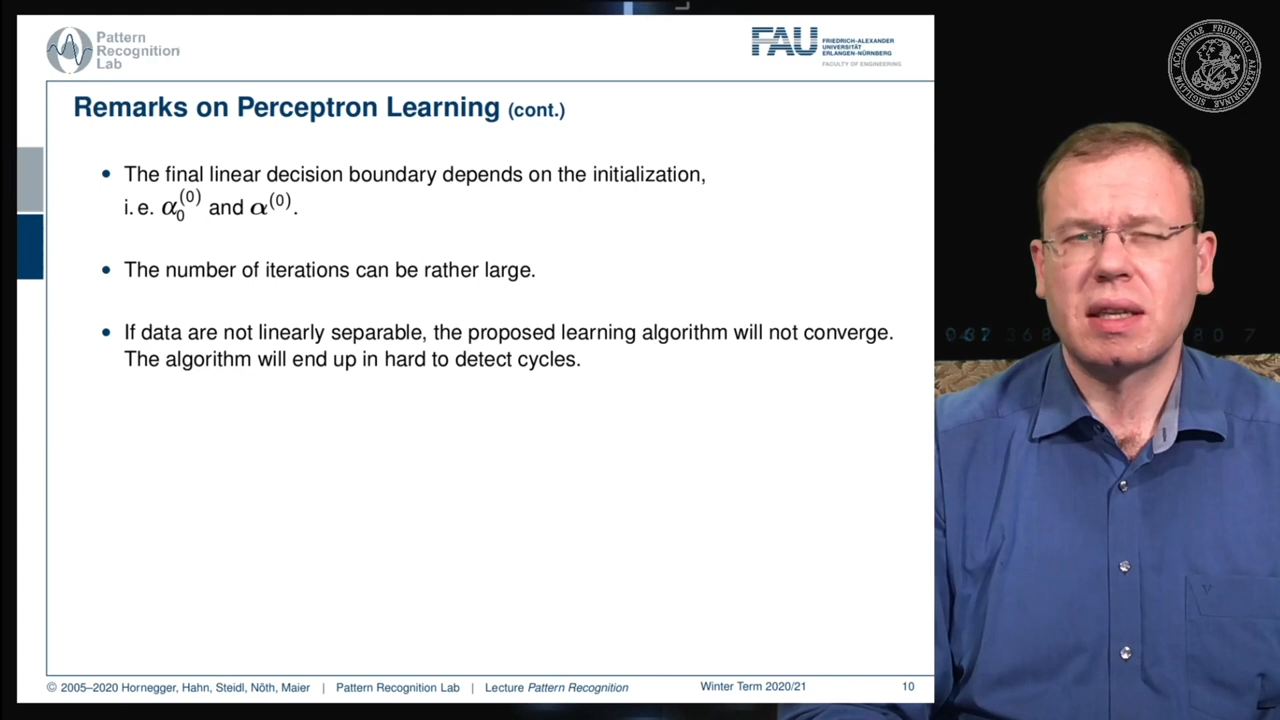 Pattern
Recognition
Lab
FAU
FRIEDRICH-ALEXANDER
UNIVERSITÄT
ERLANGEN-NÜRNBERG
FACULTY OF ENGINEERING
Remarks on Perceptron Learning (cont.)
• The final linear decision boundary depends on the initialization,
i. e. α₀⁽⁰⁾ and α⁽⁰⁾.
• The number of iterations can be rather large.
• If data are not linearly separable, the proposed learning algorithm will not converge.
The algorithm will end up in hard to detect cycles.
© 2005–2020 Hornegger, Hahn, Steidl, Nöth, Maier | Pattern Recognition Lab | Lecture Pattern Recognition Winter Term 2020/21 10